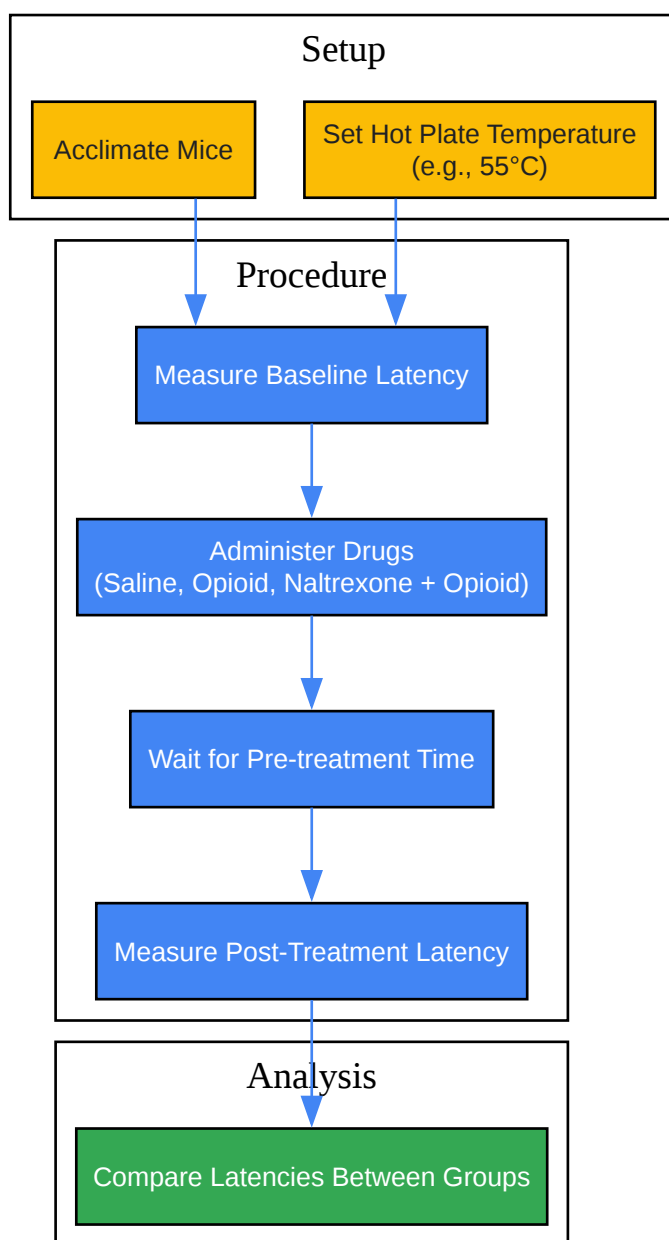 Setup
Acclimate Mice
Set Hot Plate Temperature
(e.g., 55°C)
Procedure
Measure Baseline Latency
Administer Drugs
(Saline, Opioid, Naltrexone + Opioid)
Wait for Pre-treatment Time
Measure Post-Treatment Latency
Analysis
Compare Latencies Between Groups